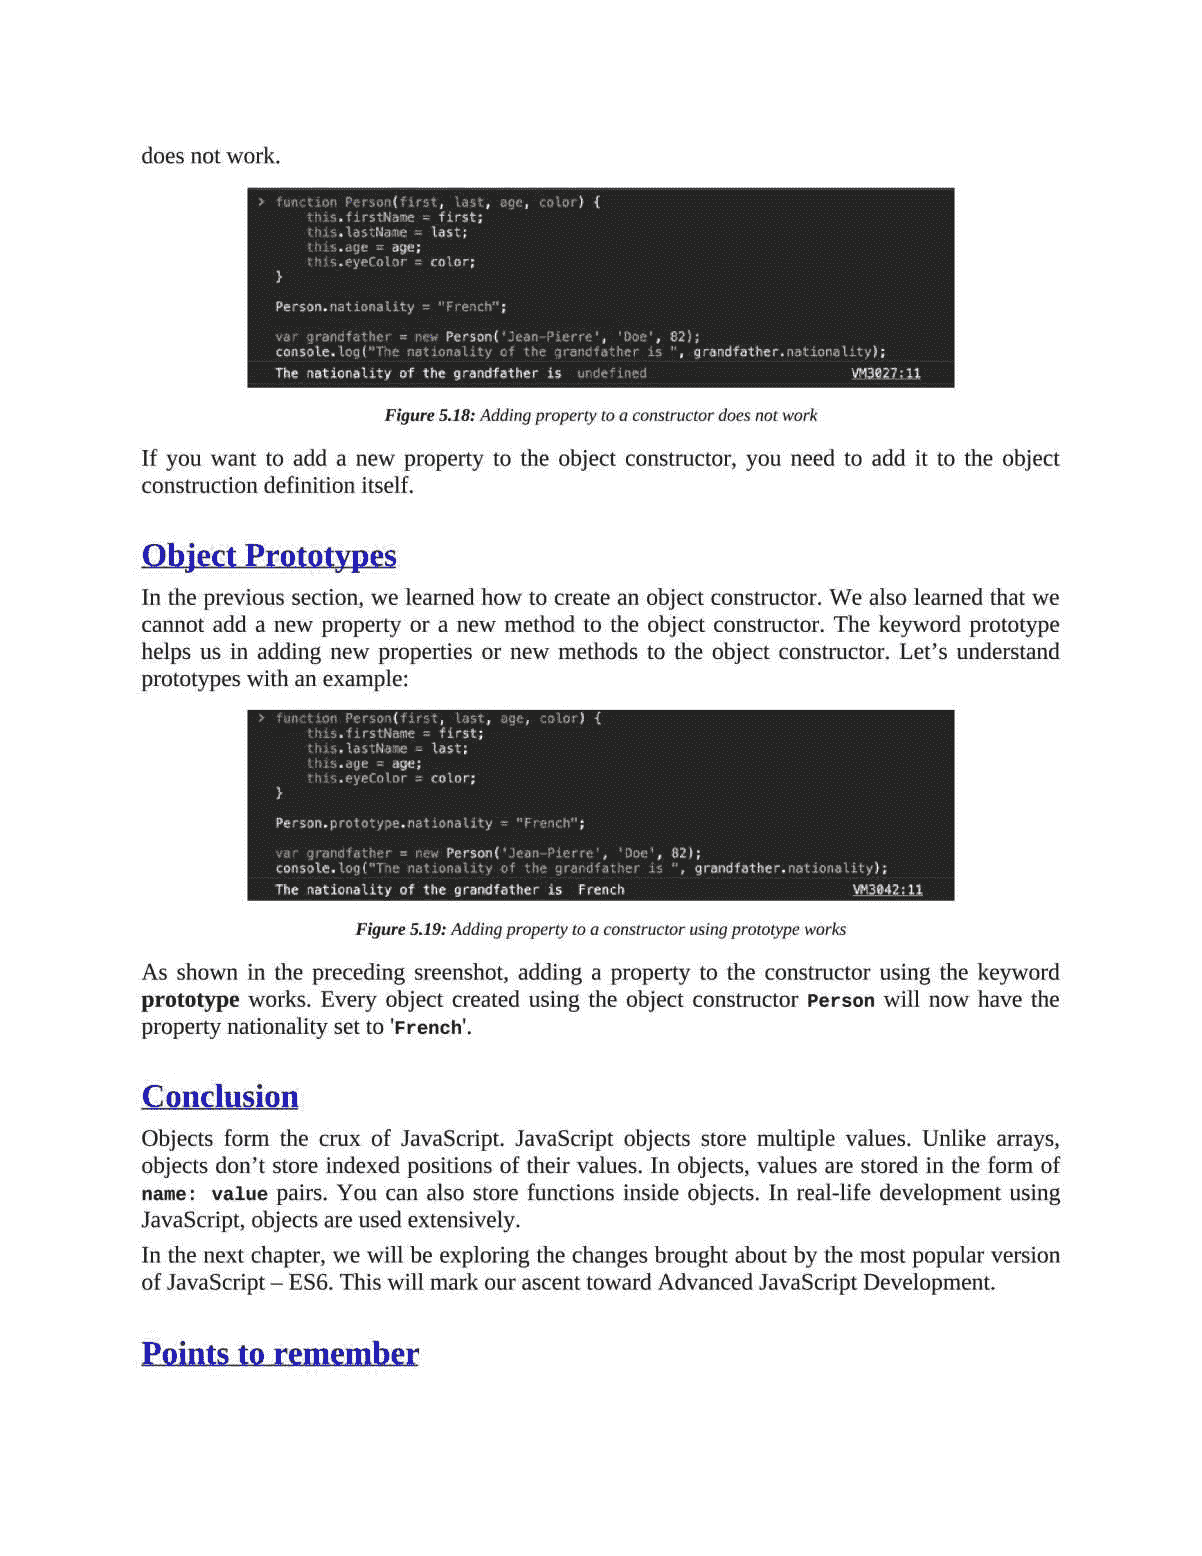 does not work.
> function Person(first, last, age, color) {
this.firstName = first;
this.lastName = last;
this.age = age;
this.eyeColor = color;
}
Person.nationality = "French";
var grandfather = new Person('Jean-Pierre', 'Doe', 82);
console.log("The nationality of the grandfather is ", grandfather.nationality);
The nationality of the grandfather is undefined VM3027:11
Figure 5.18: Adding property to a constructor does not work
If you want to add a new property to the object constructor, you need to add it to the object
construction definition itself.
Object Prototypes
In the previous section, we learned how to create an object constructor. We also learned that we
cannot add a new property or a new method to the object constructor. The keyword prototype
helps us in adding new properties or new methods to the object constructor. Let’s understand
prototypes with an example:
> function Person(first, last, age, color) {
this.firstName = first;
this.lastName = last;
this.age = age;
this.eyeColor = color;
}
Person.prototype.nationality = "French";
var grandfather = new Person('Jean-Pierre', 'Doe', 82);
console.log("The nationality of the grandfather is ", grandfather.nationality);
The nationality of the grandfather is French VM3042:11
Figure 5.19: Adding property to a constructor using prototype works
As shown in the preceding sreenshot, adding a property to the constructor using the keyword
prototype works. Every object created using the object constructor Person will now have the
property nationality set to 'French'.
Conclusion
Objects form the crux of JavaScript. JavaScript objects store multiple values. Unlike arrays,
objects don’t store indexed positions of their values. In objects, values are stored in the form of
name: value pairs. You can also store functions inside objects. In real-life development using
JavaScript, objects are used extensively.
In the next chapter, we will be exploring the changes brought about by the most popular version
of JavaScript – ES6. This will mark our ascent toward Advanced JavaScript Development.
Points to remember